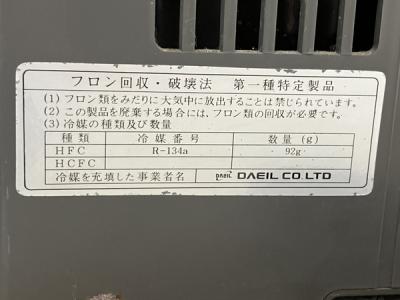 フロン回収・破壊法　第一種特定製品
(1) フロン類をみだりに大気中に放出することは禁じられています。
(2) この製品を廃棄する場合には、フロン類の回収が必要です。
(3) 冷媒の種類及び数量
種類 冷媒番号 数量(g)
HFC R-134a 92g
HCFC
冷媒を充填した事業者名 DAEIL DAEIL CO.LTD